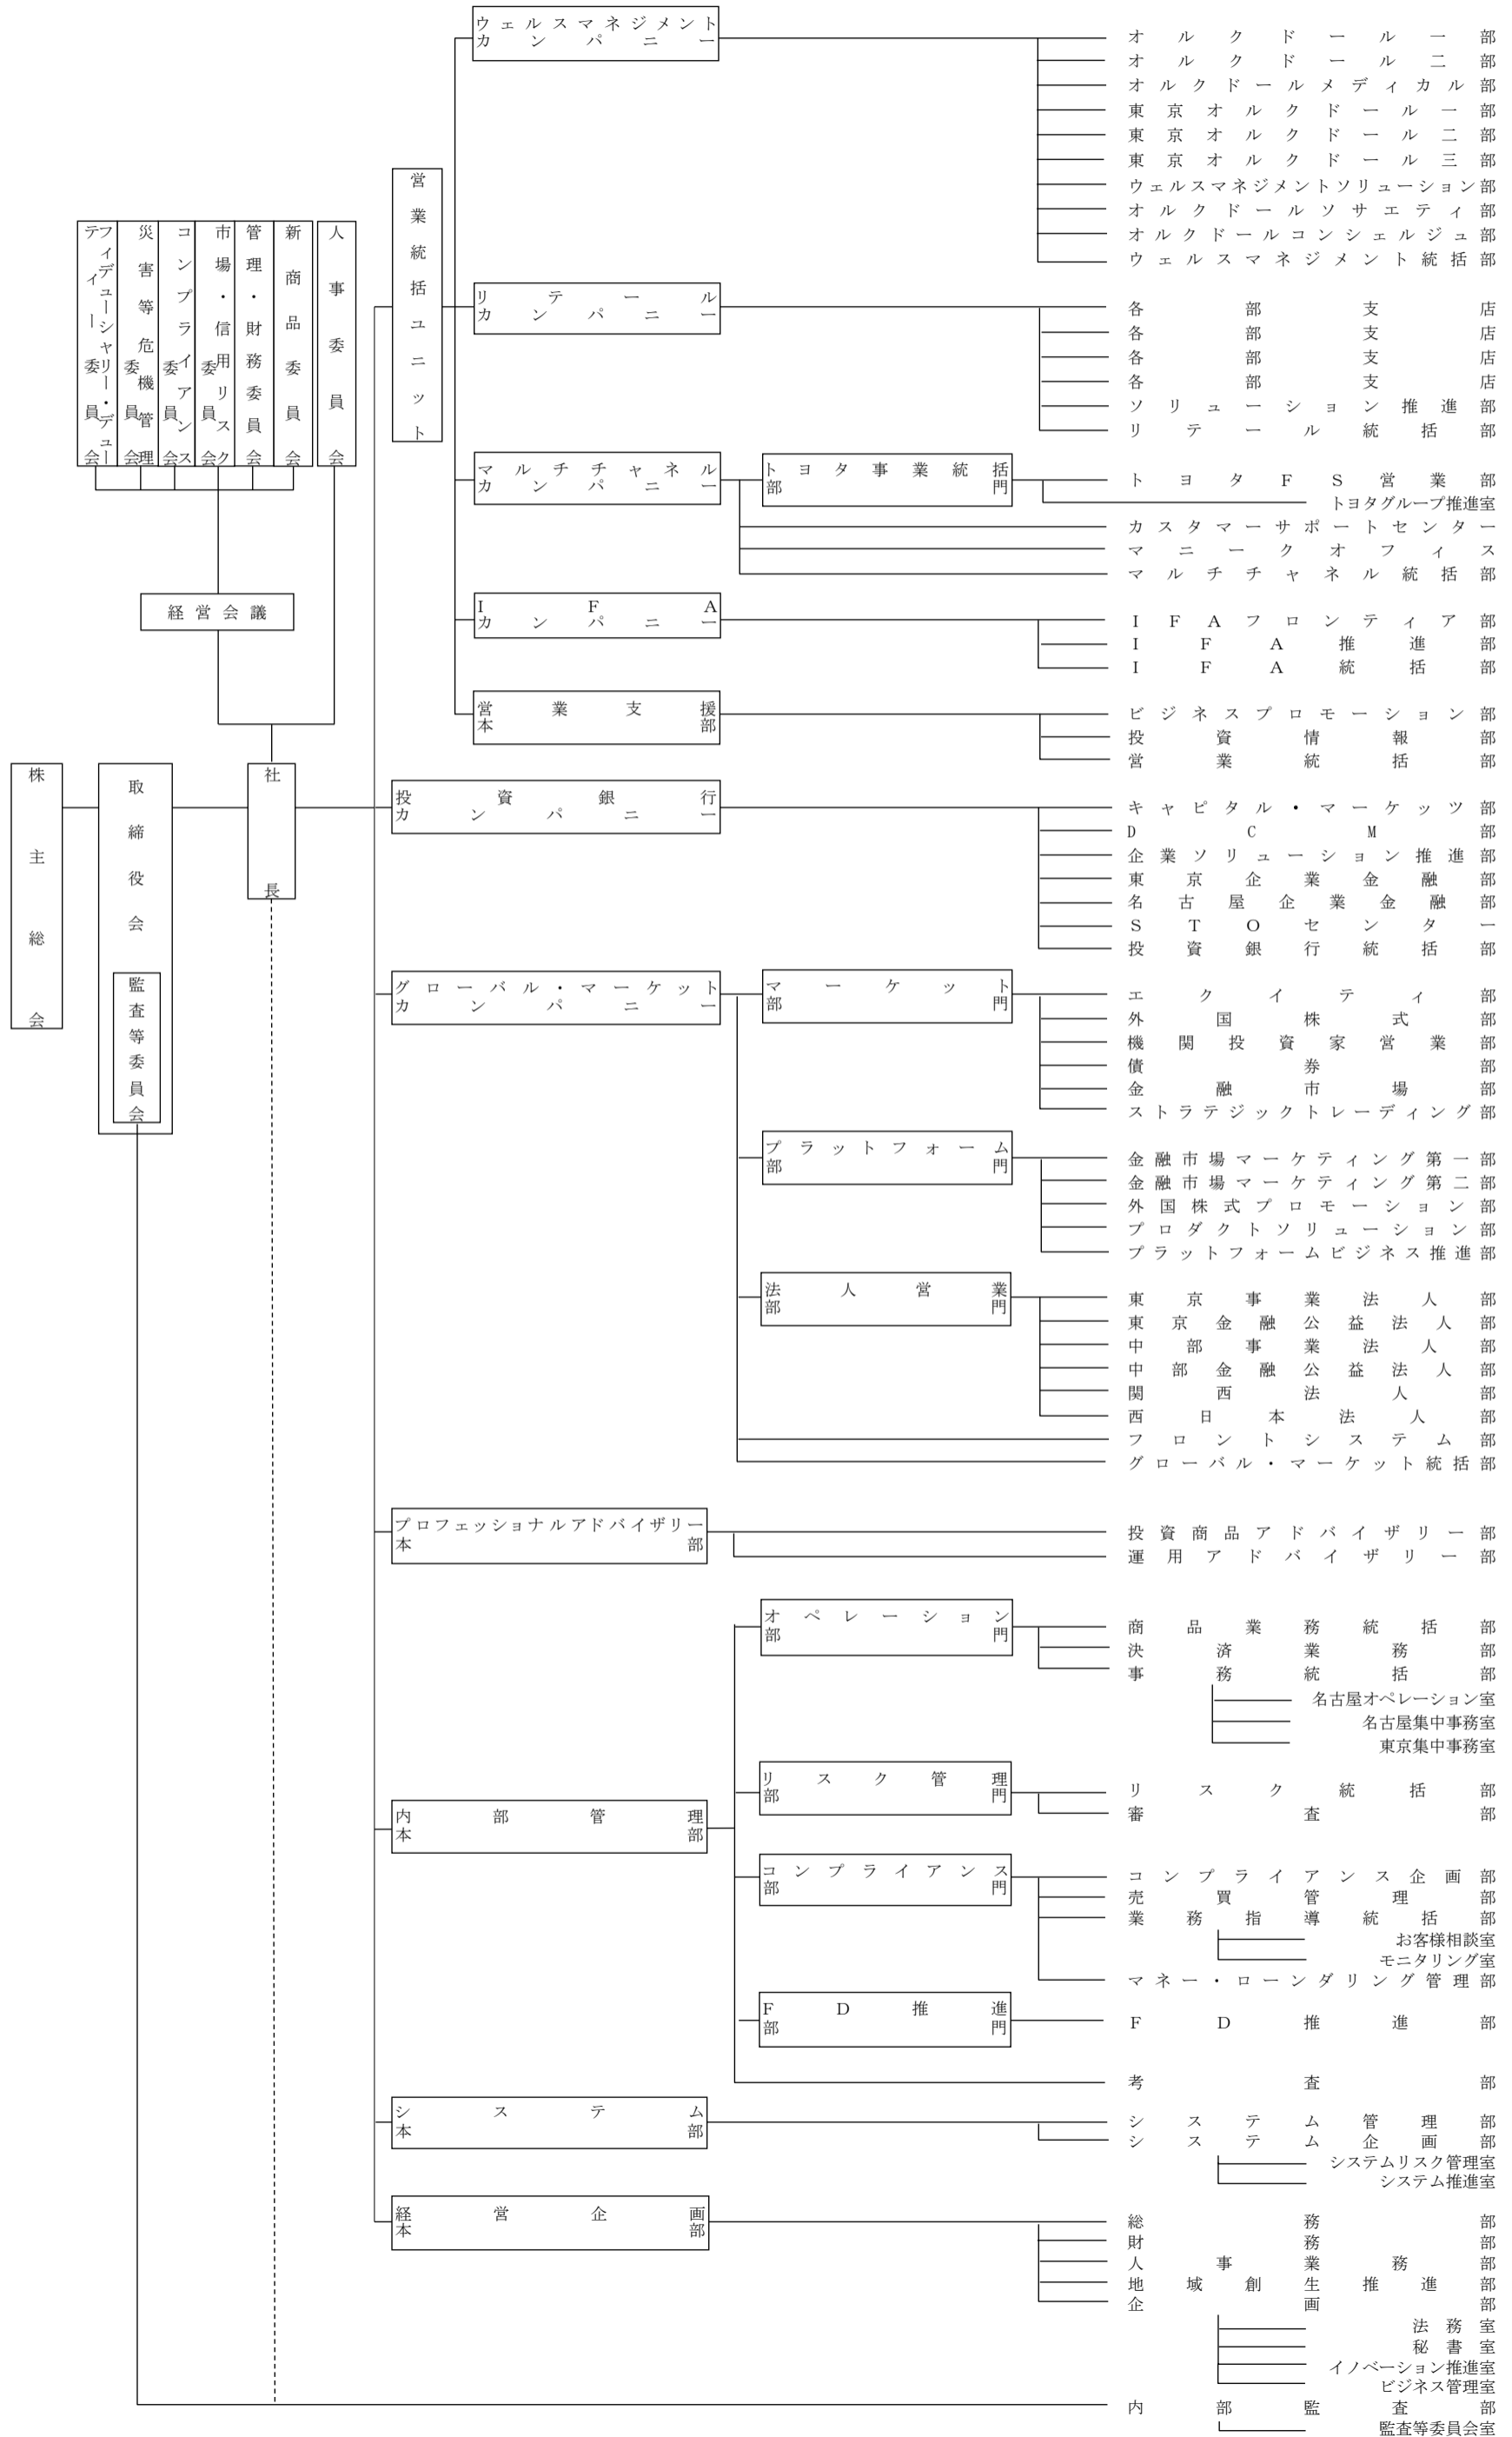 株主総会
取締役会
監査等委員会
社長
経営会議
フィデューシャリー・デューティー委員会
災害等危機管理委員会
コンプライアンス委員会
市場・信用リスク委員会
管理・財務委員会
新商品委員会
人事委員会
営業統括ユニット
ウェルスマネジメント
カンパニー
オルクドール一部
オルクドール二部
オルクドールメディカル部
東京オルクドール一部
東京オルクドール二部
東京オルクドール三部
ウェルスマネジメントソリューション部
オルクドールソサエティ部
オルクドールコンシェルジュ部
ウェルスマネジメント統括部
リテール
カンパニー
各部支店
各部支店
各部支店
各部支店
ソリューション推進部
リテール統括部
マルチチャネル
カンパニー
トヨタ事業統括
部門
トヨタFS営業部
トヨタグループ推進室
カスタマーサポートセンター
マニークオフィス
マルチチャネル統括部
IFA
カンパニー
IFAフロンティア部
IFA推進部
IFA統括部
営業支援
本部
ビジネスプロモーション部
投資情報部
営業統括部
投資銀行
カンパニー
キャピタル・マーケッツ部
DCM部
企業ソリューション推進部
東京企業金融部
名古屋企業金融部
STOセンター
投資銀行統括部
グローバル・マーケット
カンパニー
マーケット
部門
エクイティ部
外国株式部
機関投資家営業部
債券部
金融市場部
ストラテジックトレーディング部
プラットフォーム
部門
金融市場マーケティング第一部
金融市場マーケティング第二部
外国株式プロモーション部
プロダクトソリューション部
プラットフォームビジネス推進部
法人営業
部門
東京事業法人部
東京金融公益法人部
中部事業法人部
中部金融公益法人部
関西法人部
西日本法人部
フロントシステム部
グローバル・マーケット統括部
プロフェッショナルアドバイザリー
本部
投資商品アドバイザリー部
運用アドバイザリー部
内部管理
本部
オペレーション
部門
商品業務統括部
決済業務部
事務統括部
名古屋オペレーション室
名古屋集中事務室
東京集中事務室
リスク管理
部門
リスク統括部
審査部
コンプライアンス
部門
コンプライアンス企画部
売買管理部
業務指導統括部
お客様相談室
モニタリング室
マネー・ローンダリング管理部
FD推進
部門
FD推進部
考査部
システム
本部
システム管理部
システム企画部
システムリスク管理室
システム推進室
経営企画
本部
総務部
財務部
人事業務部
地域創生推進部
企画部
法務室
秘書室
イノベーション推進室
ビジネス管理室
内部監査部
監査等委員会室